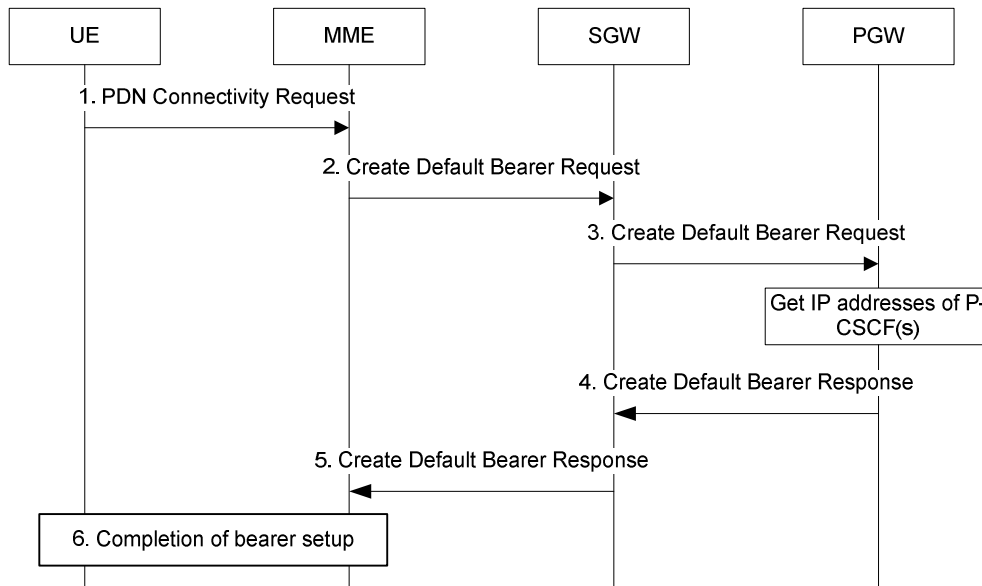 UE
MME
SGW
PGW
1. PDN Connectivity Request
2. Create Default Bearer Request
3. Create Default Bearer Request
Get IP addresses of P-
CSCF(s)
4. Create Default Bearer Response
5. Create Default Bearer Response
6. Completion of bearer setup